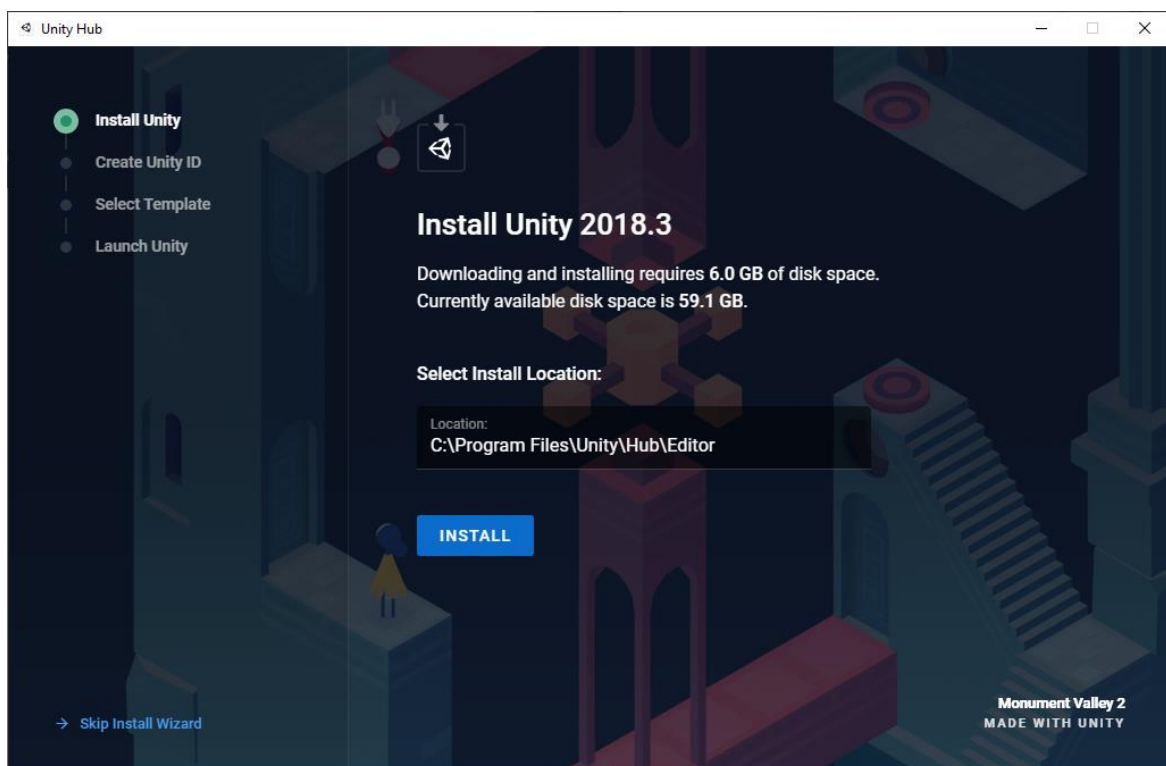 Unity Hub
Install Unity
Create Unity ID
Select Template
Launch Unity
Install Unity 2018.3
Downloading and installing requires 6.0 GB of disk space.
Currently available disk space is 59.1 GB.
Select Install Location:
Location:
C:\Program Files\Unity\Hub\Editor
INSTALL
Skip Install Wizard
Monument Valley 2
MADE WITH UNITY